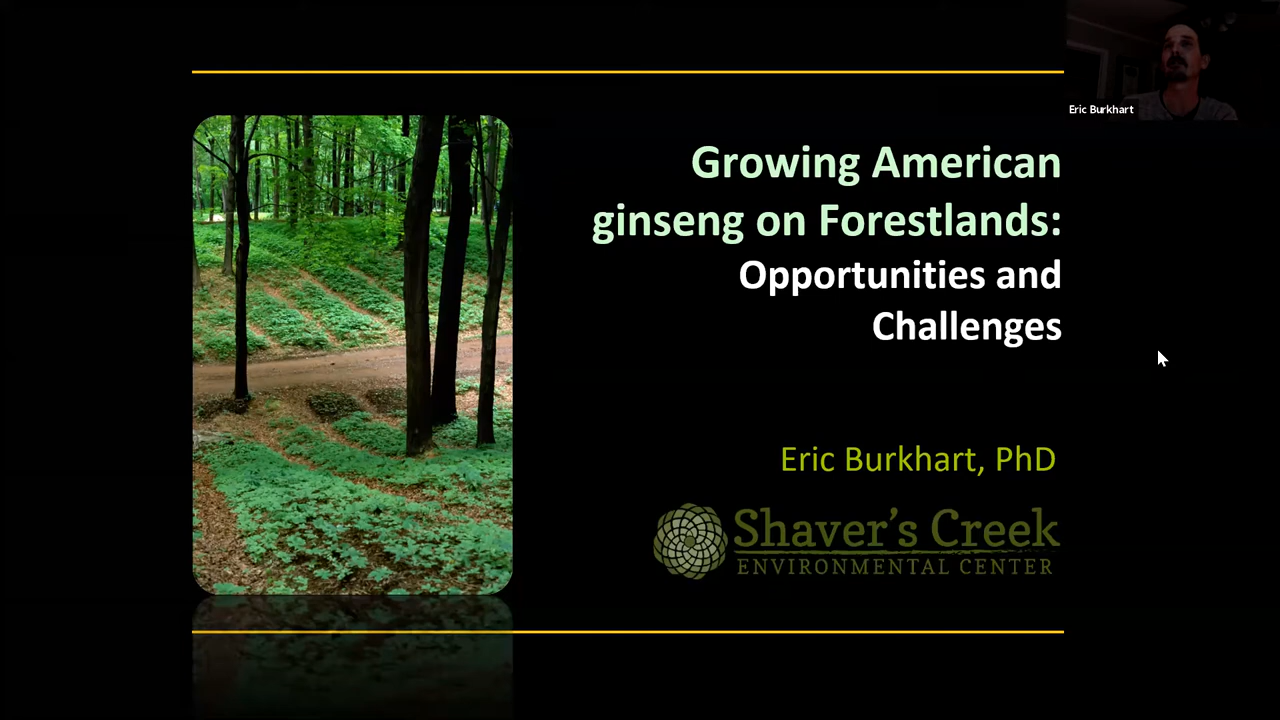 Eric Burkhart
Growing American
ginseng on Forestlands:
Opportunities and
Challenges
Eric Burkhart, PhD
Shaver's Creek
ENVIRONMENTAL CENTER